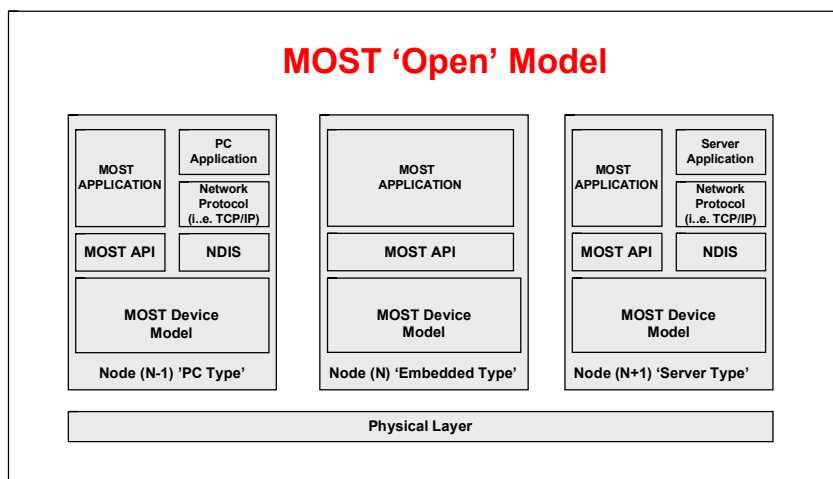 MOST ‘Open’ Model
MOST
APPLICATION
PC
Application
Network
Protocol
(i..e. TCP/IP)
MOST API
NDIS
MOST Device
Model
Node (N-1) ’PC Type’
MOST
APPLICATION
MOST API
MOST Device
Model
Node (N) ‘Embedded Type’
MOST
APPLICATION
Server
Application
Network
Protocol
(i..e. TCP/IP)
MOST API
NDIS
MOST Device
Model
Node (N+1) ‘Server Type’
Physical Layer